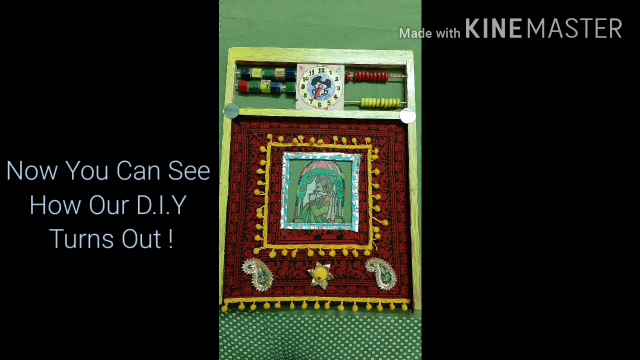 Made with KINEMASTER
Now You Can See
How Our D.I.Y
Turns Out !